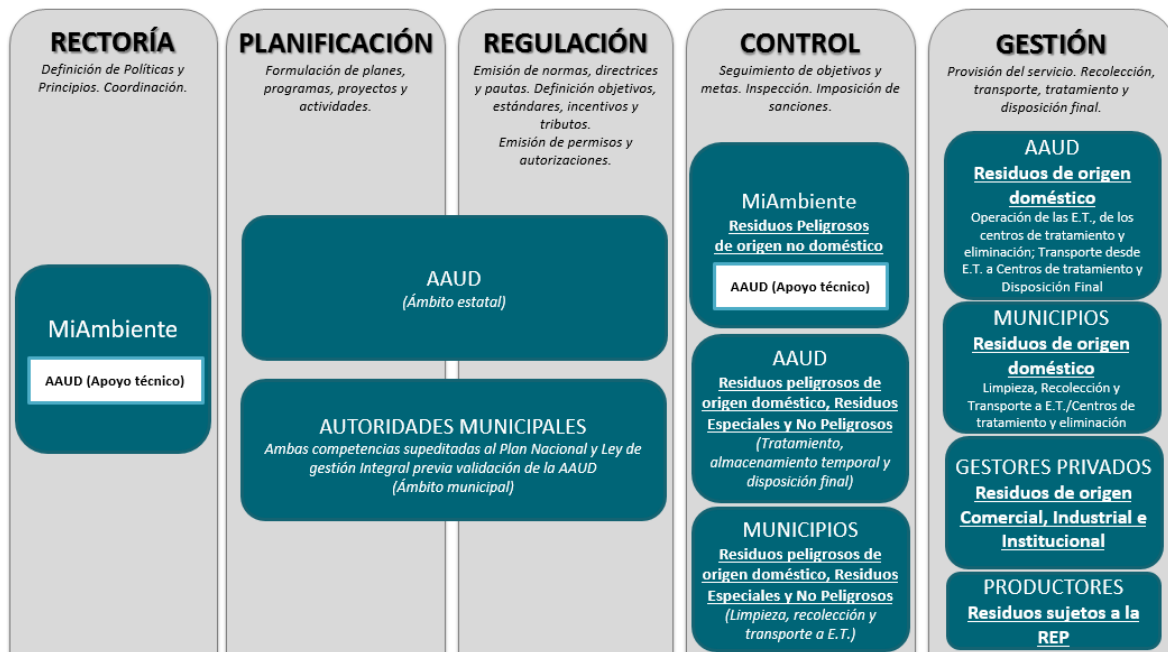 RECTORÍA
Definición de Políticas y
Principios. Coordinación.
MiAmbiente
AAUD (Apoyo técnico)
PLANIFICACIÓN
Formulación de planes,
programas, proyectos y
actividades.
REGULACIÓN
Emisión de normas, directrices
y pautas. Definición objetivos,
estándares, incentivos y
tributos.
Emisión de permisos y
autorizaciones.
AAUD
(Ámbito estatal)
AUTORIDADES MUNICIPALES
Ambas competencias supeditadas al Plan Nacional y Ley de
gestión Integral previa validación de la AAUD
(Ámbito municipal)
CONTROL
Seguimiento de objetivos y
metas. Inspección. Imposición de
sanciones.
MiAmbiente
Residuos Peligrosos
de origen no doméstico
AAUD (Apoyo técnico)
AAUD
Residuos peligrosos de
origen doméstico, Residuos
Especiales y No Peligrosos
(Tratamiento,
almacenamiento temporal y
disposición final)
MUNICIPIOS
Residuos peligrosos de
origen doméstico, Residuos
Especiales y No Peligrosos
(Limpieza, recolección y
transporte a E.T.)
GESTIÓN
Provisión del servicio. Recolección,
transporte, tratamiento y
disposición final.
AAUD
Residuos de origen
doméstico
Operación de las E.T., de los
centros de tratamiento y
eliminación; Transporte desde
E.T. a Centros de tratamiento y
Disposición Final
MUNICIPIOS
Residuos de origen
doméstico
Limpieza, Recolección y
Transporte a E.T./Centros de
tratamiento y eliminación
GESTORES PRIVADOS
Residuos de origen
Comercial, Industrial e
Institucional
PRODUCTORES
Residuos sujetos a la
REP